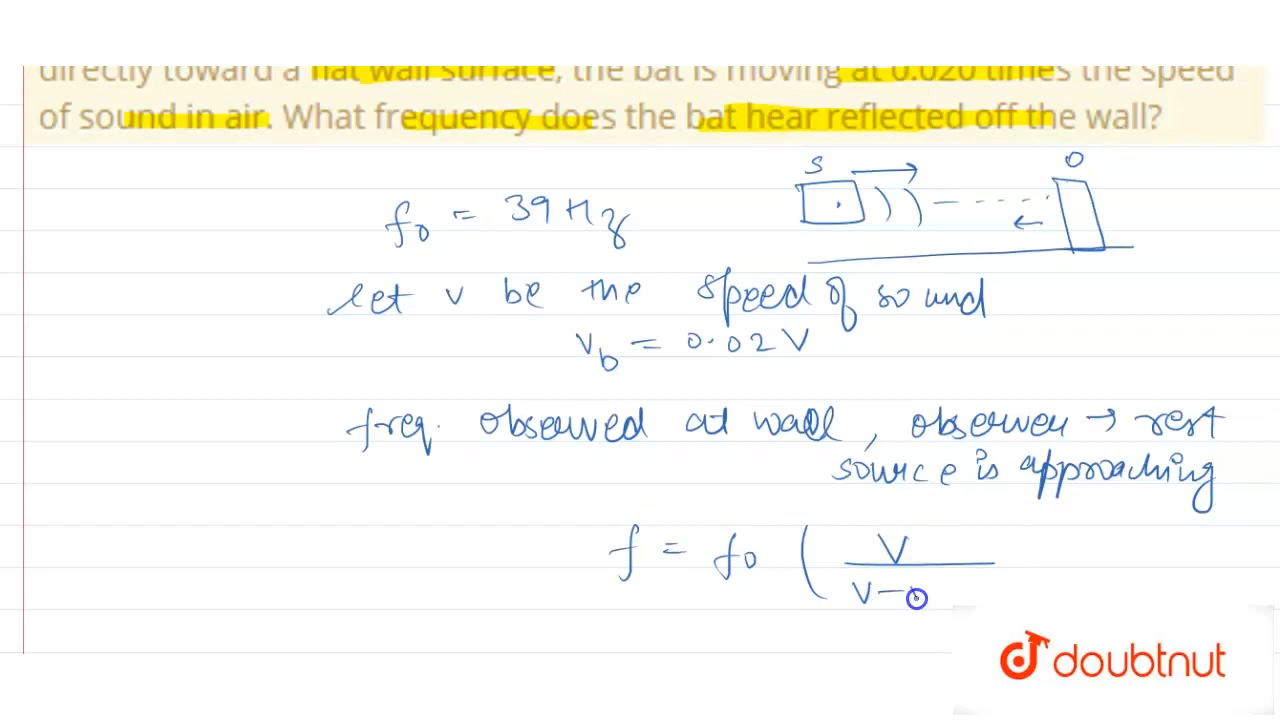 directly toward a flat wall surface, the bat is moving at 0.020 times the speed
of sound in air. What frequency does the bat hear reflected off the wall?
S
O
f₀ = 39 Hz
let v be the speed of sound
v_b = 0.02 V
freq. observed at wall, observer → rest
source is approaching
f = f₀ ( V
V –
doubtnut